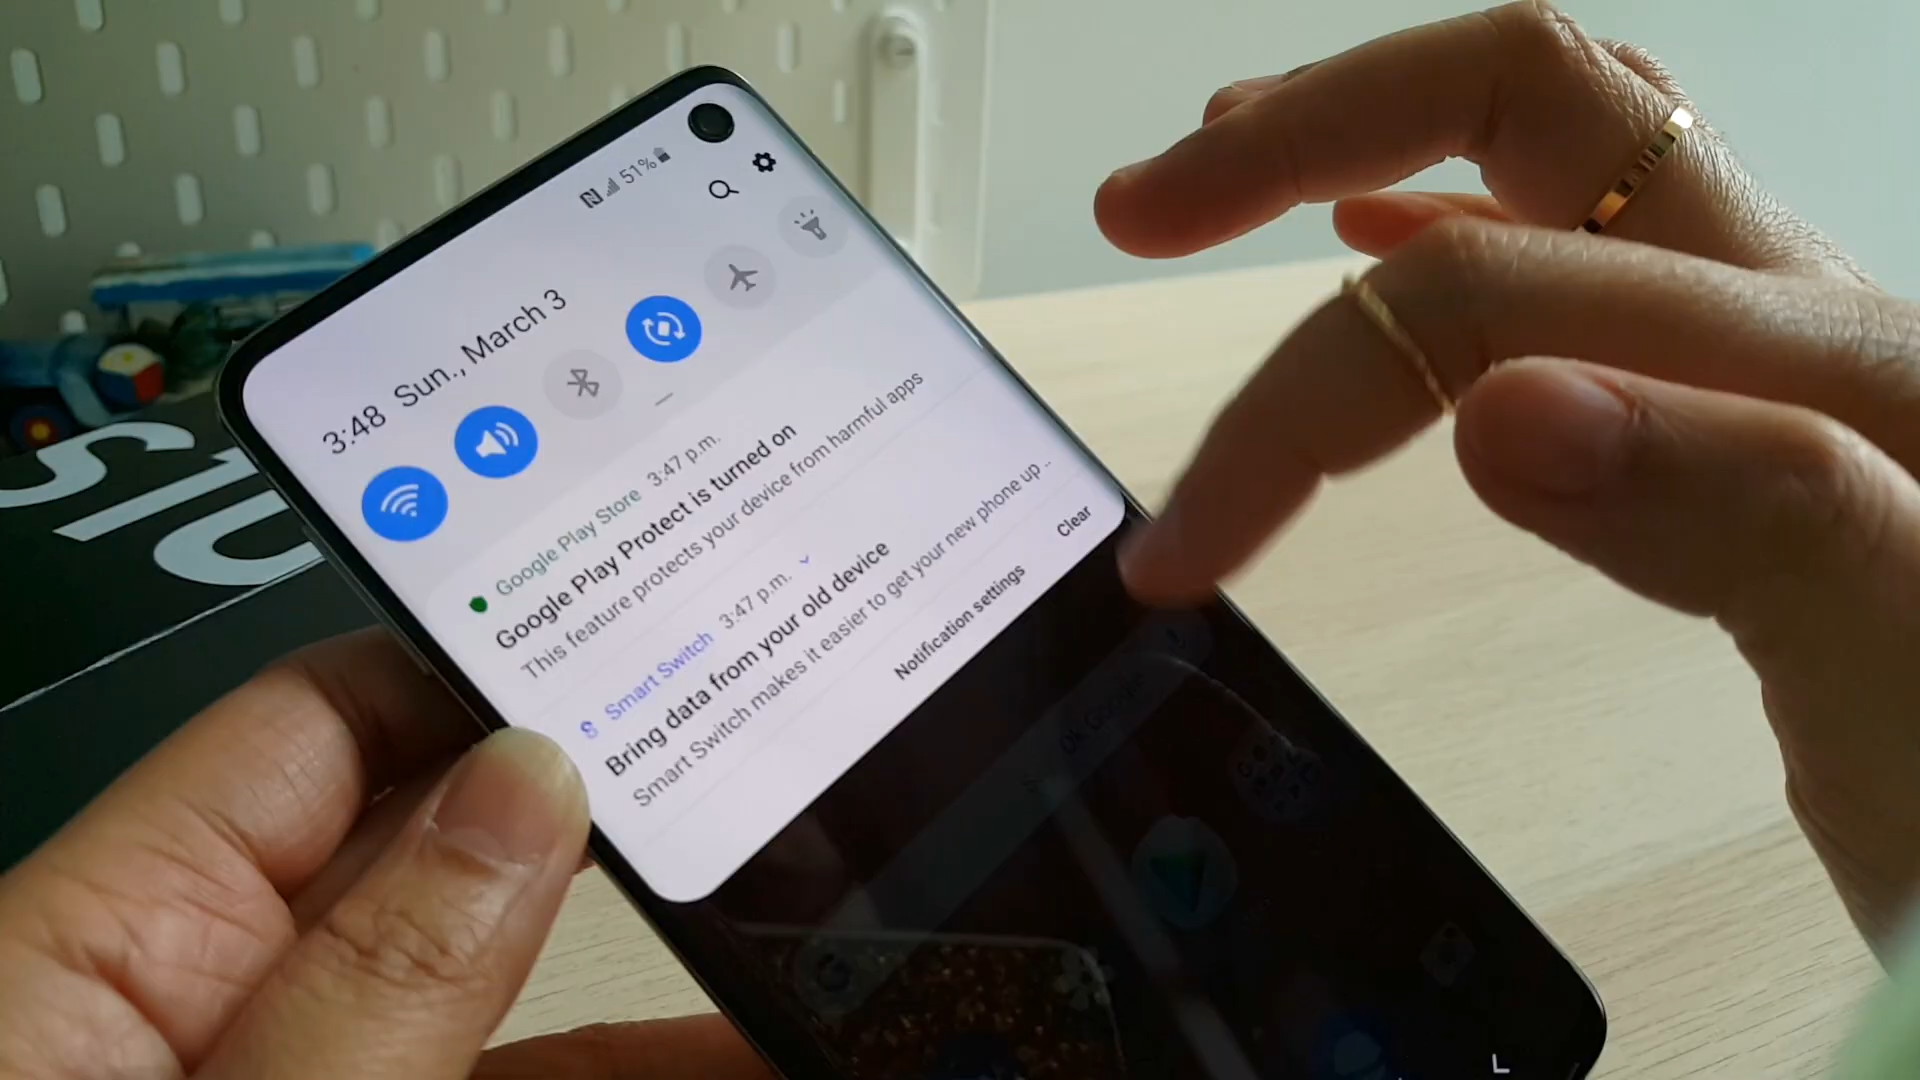 51%
3:48 Sun., March 3
Google Play Store 3:47 p.m.
Google Play Protect is turned on
This feature protects your device from harmful apps
Smart Switch 3:47 p.m.
Bring data from your old device
Smart Switch makes it easier to get your new phone up ..
Notification settings
Clear
Ok Google
S10